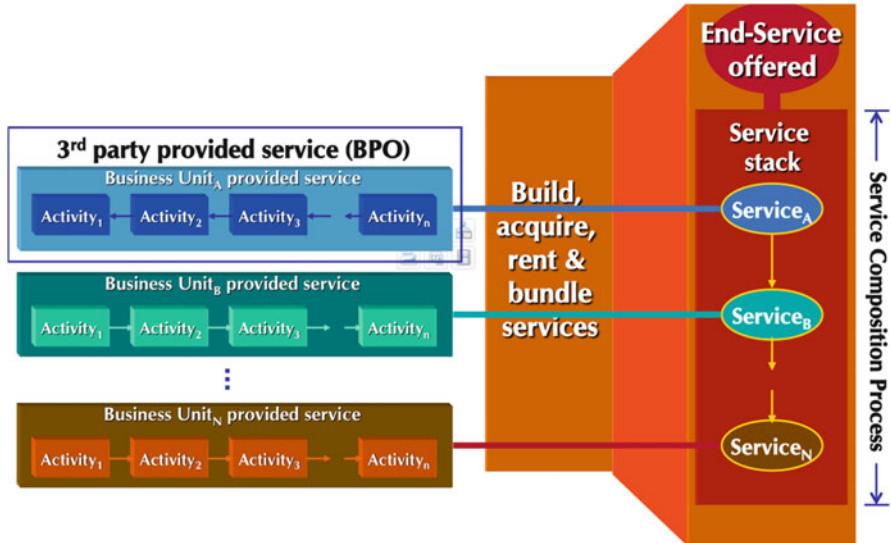 End-Service
offered
3rd party provided service (BPO)
Business UnitA provided service
Activity1 Activity2 Activity3 Activityn
Build,
acquire,
rent &
bundle
services
Service
stack
ServiceA
Business UnitB provided service
Activity1 Activity2 Activity3 Activityn
ServiceB
Business UnitN provided service
Activity1 Activity2 Activity3 Activityn
ServiceN
Service Composition Process